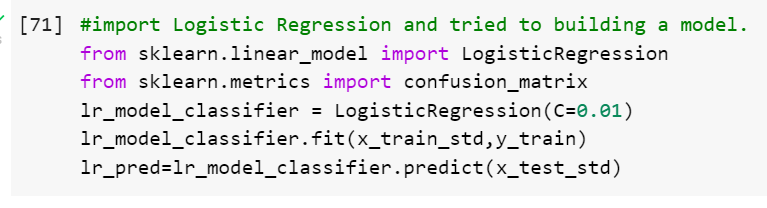 [71] #import Logistic Regression and tried to building a model.
from sklearn.linear_model import LogisticRegression
from sklearn.metrics import confusion_matrix
lr_model_classifier = LogisticRegression(C=0.01)
lr_model_classifier.fit(x_train_std,y_train)
lr_pred=lr_model_classifier.predict(x_test_std)